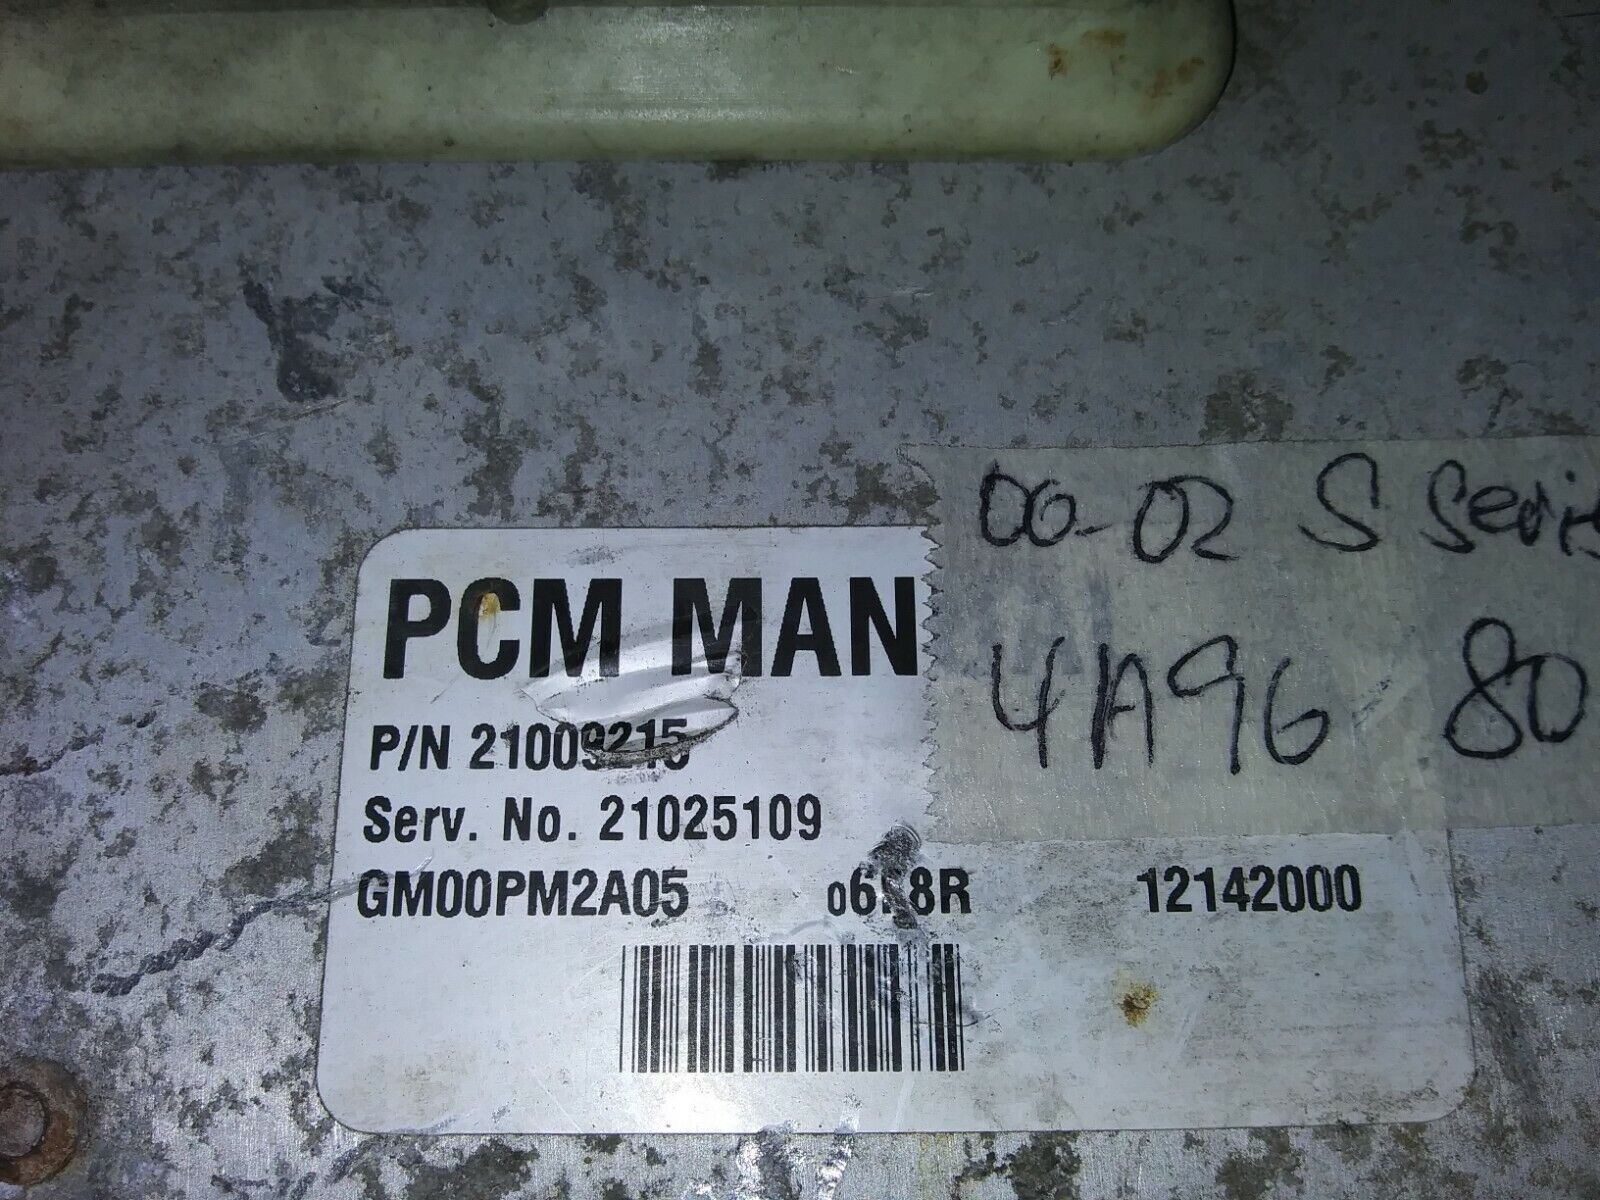 00-02 S Series
4A96 80
PCM MAN
P/N 21009215
Serv. No. 21025109
GM00PM2A05 12142000